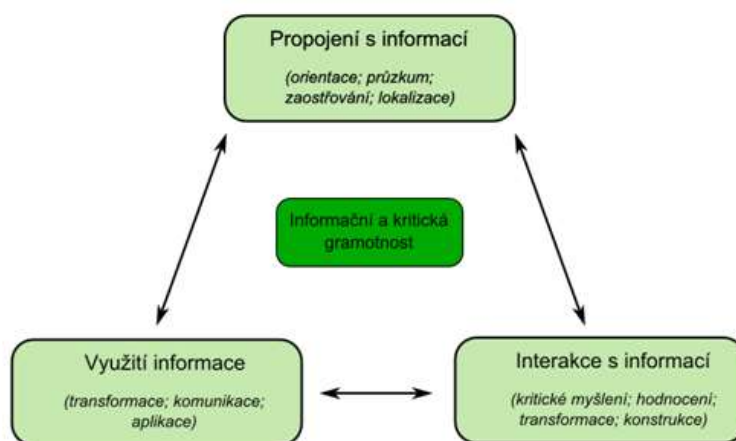 Propojení s informací
(orientace; průzkum;
zaostřování; lokalizace)
Informační a kritická
gramotnost
Využití informace
(transformace; komunikace;
aplikace)
Interakce s informací
(kritické myšlení; hodnocení;
transformace; konstrukce)